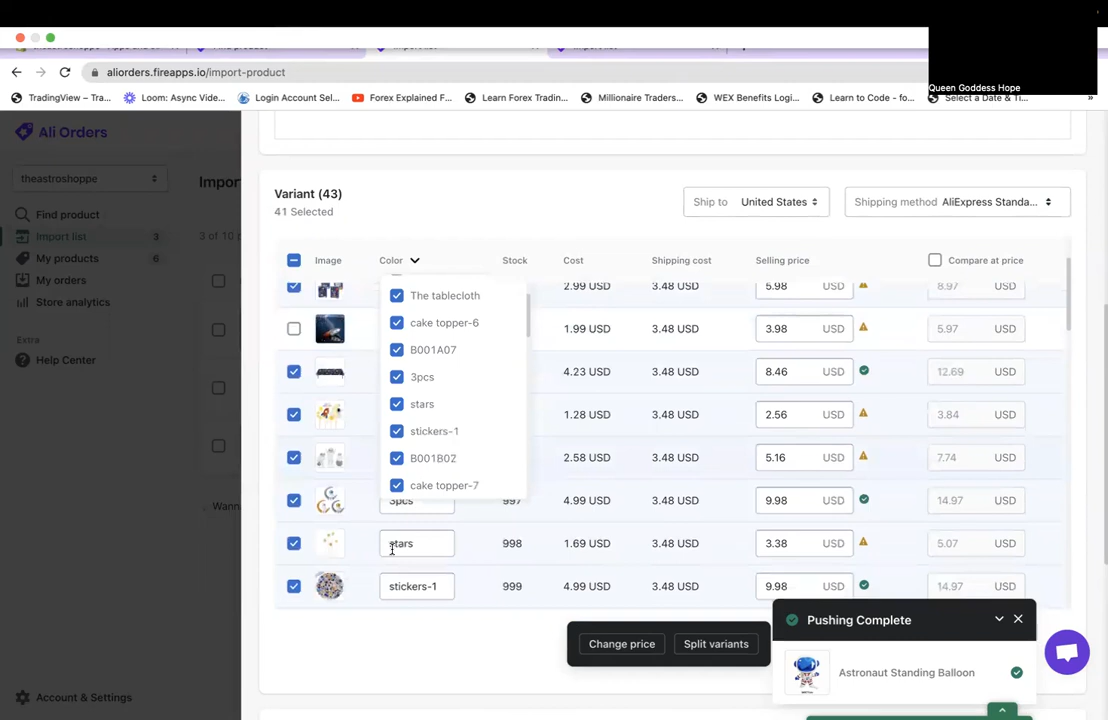 Queen Goddess Hope
aliorders.fireapps.io/import-product
TradingView – Tra...
Loom: Async Vide...
Login Account Sel...
Forex Explained F...
Learn Forex Tradin...
Millionaire Traders...
WEX Benefits Logi...
Learn to Code - fo...
Select a Date & Ti...
»
Ali Orders
theastroshoppe
Find product
Import list 3
My products 6
My orders
Store analytics
Extra
Help Center
Account & Settings
Impor
3 of 10
Wann
Variant (43)
41 Selected
Ship to United States
Shipping method AliExpress Standa...
Image Color Stock Cost Shipping cost Selling price Compare at price
The tablecloth
cake topper-6
B001A07
3pcs
stars
stickers-1
B001B02
cake topper-7
2.99 USD 3.48 USD 5.98 USD 8.97 USD
1.99 USD 3.48 USD 3.98 USD 5.97 USD
4.23 USD 3.48 USD 8.46 USD 12.69 USD
1.28 USD 3.48 USD 2.56 USD 3.84 USD
2.58 USD 3.48 USD 5.16 USD 7.74 USD
3pcs 997 4.99 USD 3.48 USD 9.98 USD 14.97 USD
stars 998 1.69 USD 3.48 USD 3.38 USD 5.07 USD
stickers-1 999 4.99 USD 3.48 USD 9.98 USD 14.97 USD
Change price
Split variants
Pushing Complete
Astronaut Standing Balloon